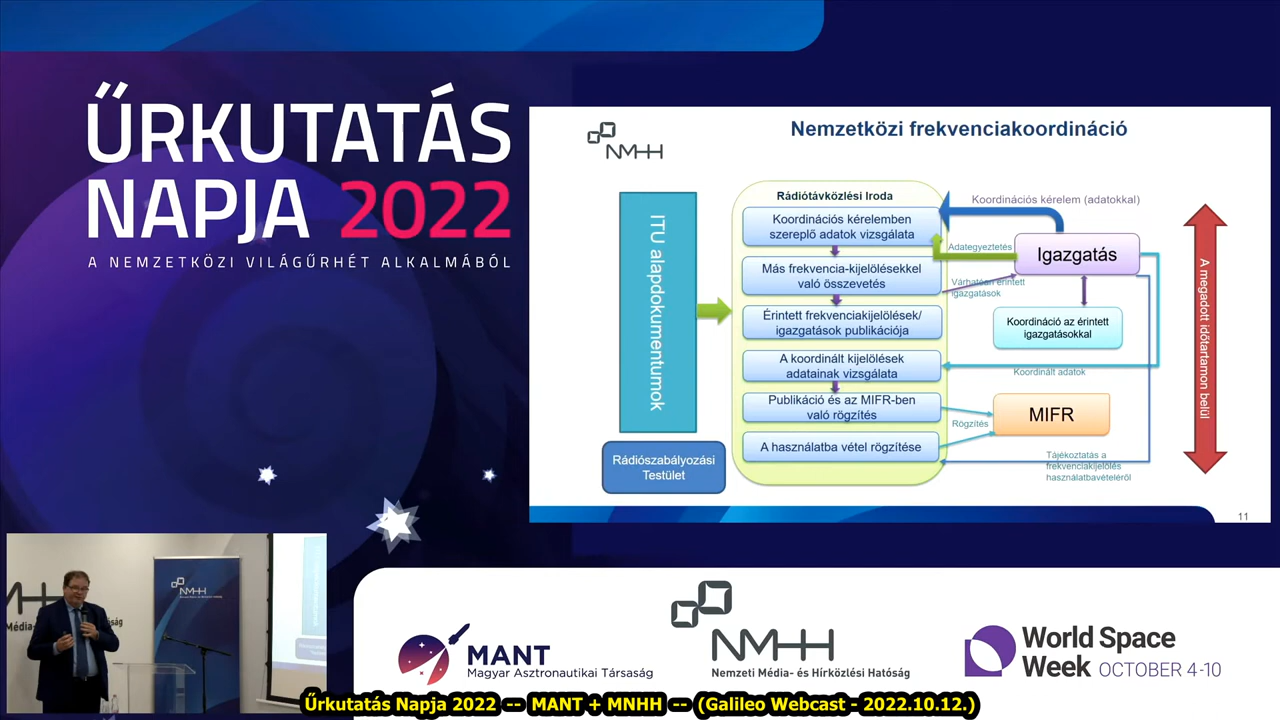 ŰRKUTATÁS
NAPJA 2022
A NEMZETKÖZI VILÁGŰRHÉT ALKALMÁBÓL
NMHH
Nemzetközi frekvenciakoordináció
ITU alapdokumentumok
Rádiószabályozási
Testület
Rádiótávközlési Iroda
Koordinációs kérelemben
szereplő adatok vizsgálata
Más frekvencia-kijelölésekkel
való összevetés
Érintett frekvenciakijelölések/
igazgatások publikációja
A koordinált kijelölések
adatainak vizsgálata
Publikáció és az MIFR-ben
való rögzítés
A használatba vétel rögzítése
Koordinációs kérelem (adatokkal)
Adategyeztetés
Igazgatás
Várhatóan érintett
igazgatások
Koordináció az érintett
igazgatásokkal
Koordinált adatok
Rögzítés
MIFR
Tájékoztatás a
frekvenciakijelölés
használatbavételéről
A megadott időtartamon belül
11
NMHH
MANT
Magyar Asztronautikai Társaság
NMHH
Nemzeti Média- és Hírközlési Hatóság
World Space
Week OCTOBER 4-10
Űrkutatás Napja 2022 -- MANT + MNHH -- (Galileo Webcast - 2022.10.12.)